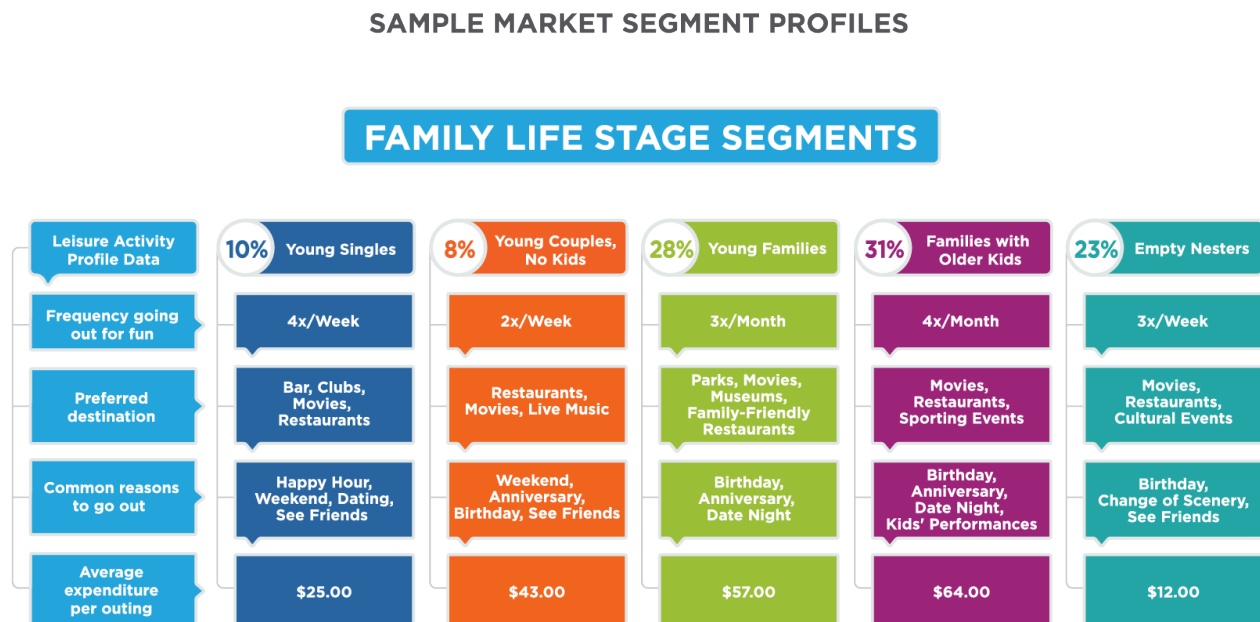 SAMPLE MARKET SEGMENT PROFILES
FAMILY LIFE STAGE SEGMENTS
Leisure Activity
Profile Data
10%
Young Singles
8%
Young Couples,
No Kids
28%
Young Families
31%
Families with
Older Kids
23%
Empty Nesters
Frequency going
out for fun
4x/Week
2x/Week
3x/Month
4x/Month
3x/Week
Preferred
destination
Bar, Clubs,
Movies,
Restaurants
Restaurants,
Movies, Live Music
Parks, Movies,
Museums,
Family-Friendly
Restaurants
Movies,
Restaurants,
Sporting Events
Movies,
Restaurants,
Cultural Events
Common reasons
to go out
Happy Hour,
Weekend, Dating,
See Friends
Weekend,
Anniversary,
Birthday, See Friends
Birthday,
Anniversary,
Date Night
Birthday,
Anniversary,
Date Night,
Kids' Performances
Birthday,
Change of Scenery,
See Friends
Average
expenditure
per outing
$25.00
$43.00
$57.00
$64.00
$12.00